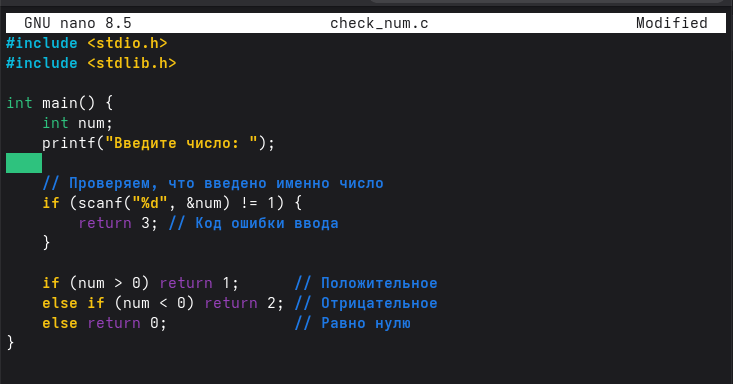 GNU nano 8.5 check_num.c Modified
#include <stdio.h>
#include <stdlib.h>
int main() {
    int num;
    printf("Введите число: ");
    // Проверяем, что введено именно число
    if (scanf("%d", &num) != 1) {
        return 3; // Код ошибки ввода
    }
    if (num > 0) return 1;      // Положительное
    else if (num < 0) return 2; // Отрицательное
    else return 0;              // Равно нулю
}